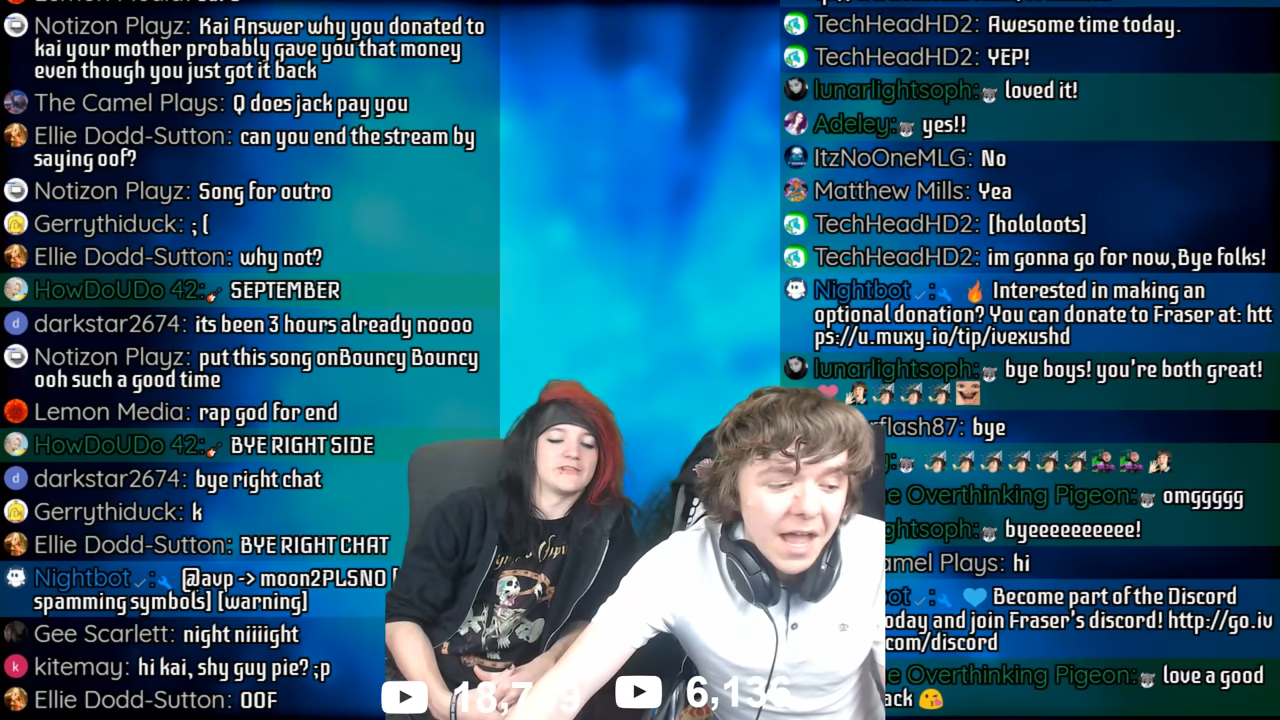 Notizon Playz: Kai Answer why you donated to
kai your mother probably gave you that money
even though you just got it back
The Camel Plays: Q does jack pay you
Ellie Dodd-Sutton: can you end the stream by
saying oof?
Notizon Playz: Song for outro
Gerrythiduck: ; (
Ellie Dodd-Sutton: why not?
HowDoUDo 42: SEPTEMBER
d darkstar2674: its been 3 hours already noooo
Notizon Playz: put this song onBouncy Bouncy
ooh such a good time
Lemon Media: rap god for end
HowDoUDo 42: BYE RIGHT SIDE
d darkstar2674: bye right chat
Gerrythiduck: k
Ellie Dodd-Sutton: BYE RIGHT CHAT
Nightbot : @avp -> moon2PLSNO [
spamming symbols] [warning]
Gee Scarlett: night niiiight
k kitemay: hi kai, shy guy pie? ;p
Ellie Dodd-Sutton: OOF
TechHeadHD2: Awesome time today.
TechHeadHD2: YEP!
lunarlightsoph: loved it!
Adeley: yes!!
ItzNoOneMLG: No
Matthew Mills: Yea
TechHeadHD2: [hololoots]
TechHeadHD2: im gonna go for now,Bye folks!
Nightbot : Interested in making an
optional donation? You can donate to Fraser at: htt
ps://u.muxy.io/tip/ivexushd
lunarlightsoph: bye boys! you're both great!
rflash87: bye
e Overthinking Pigeon: omggggg
ghtsoph: byeeeeeeeeee!
amel Plays: hi
ot : Become part of the Discord
oday and join Fraser's discord! http://go.iv
com/discord
e Overthinking Pigeon: love a good
ack
6,136